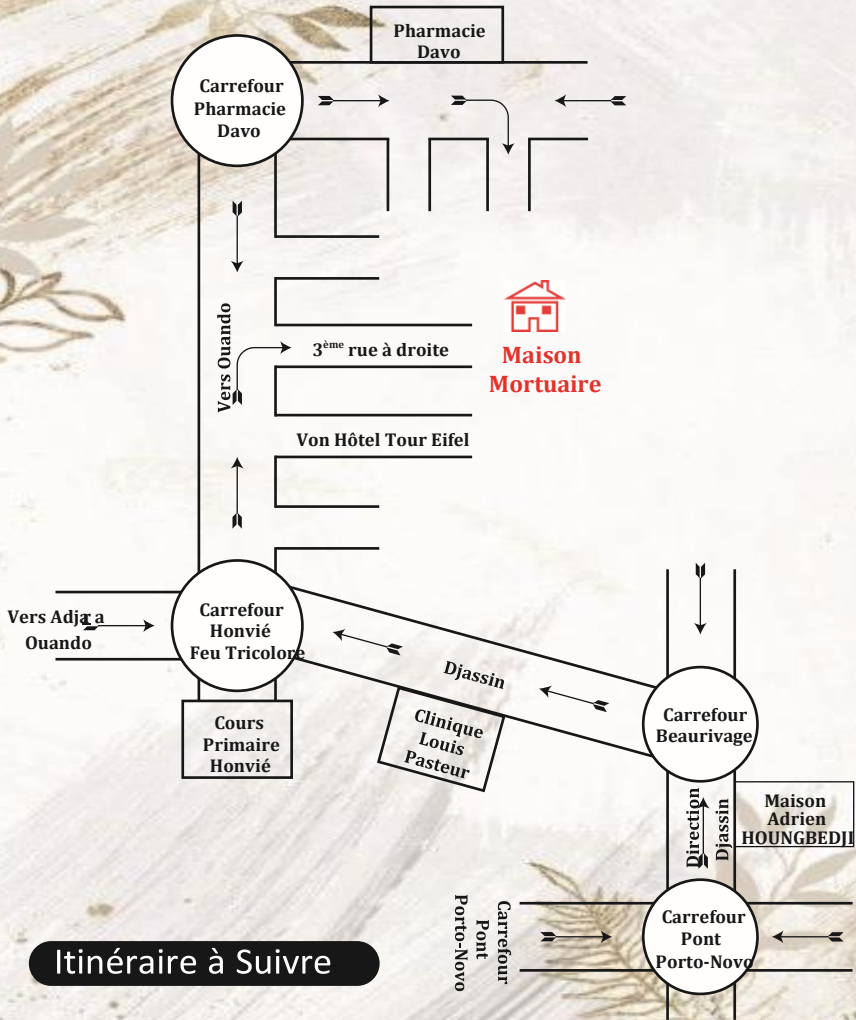 Pharmacie
Davo
Carrefour
Pharmacie
Davo
Vers Ouando
3ème rue à droite
Maison
Mortuaire
Von Hôtel Tour Eifel
Vers Adjara
Ouando
Carrefour
Honvié
Feu Tricolore
Djassin
Cours
Primaire
Honvié
Clinique
Louis
Pasteur
Carrefour
Beaurivage
Direction
Djassin
Maison
Adrien
HOUNGBEDJI
Carrefour
Pont
Porto-Novo
Carrefour
Pont
Porto-Novo
Itinéraire à Suivre